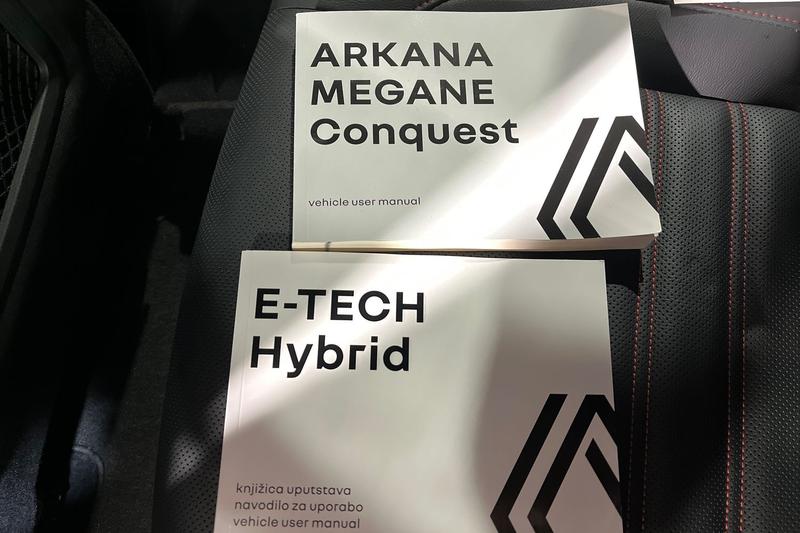 ARKANA
MEGANE
Conquest
vehicle user manual
E-TECH
Hybrid
knjižica uputstava
navodilo za uporabo
vehicle user manual